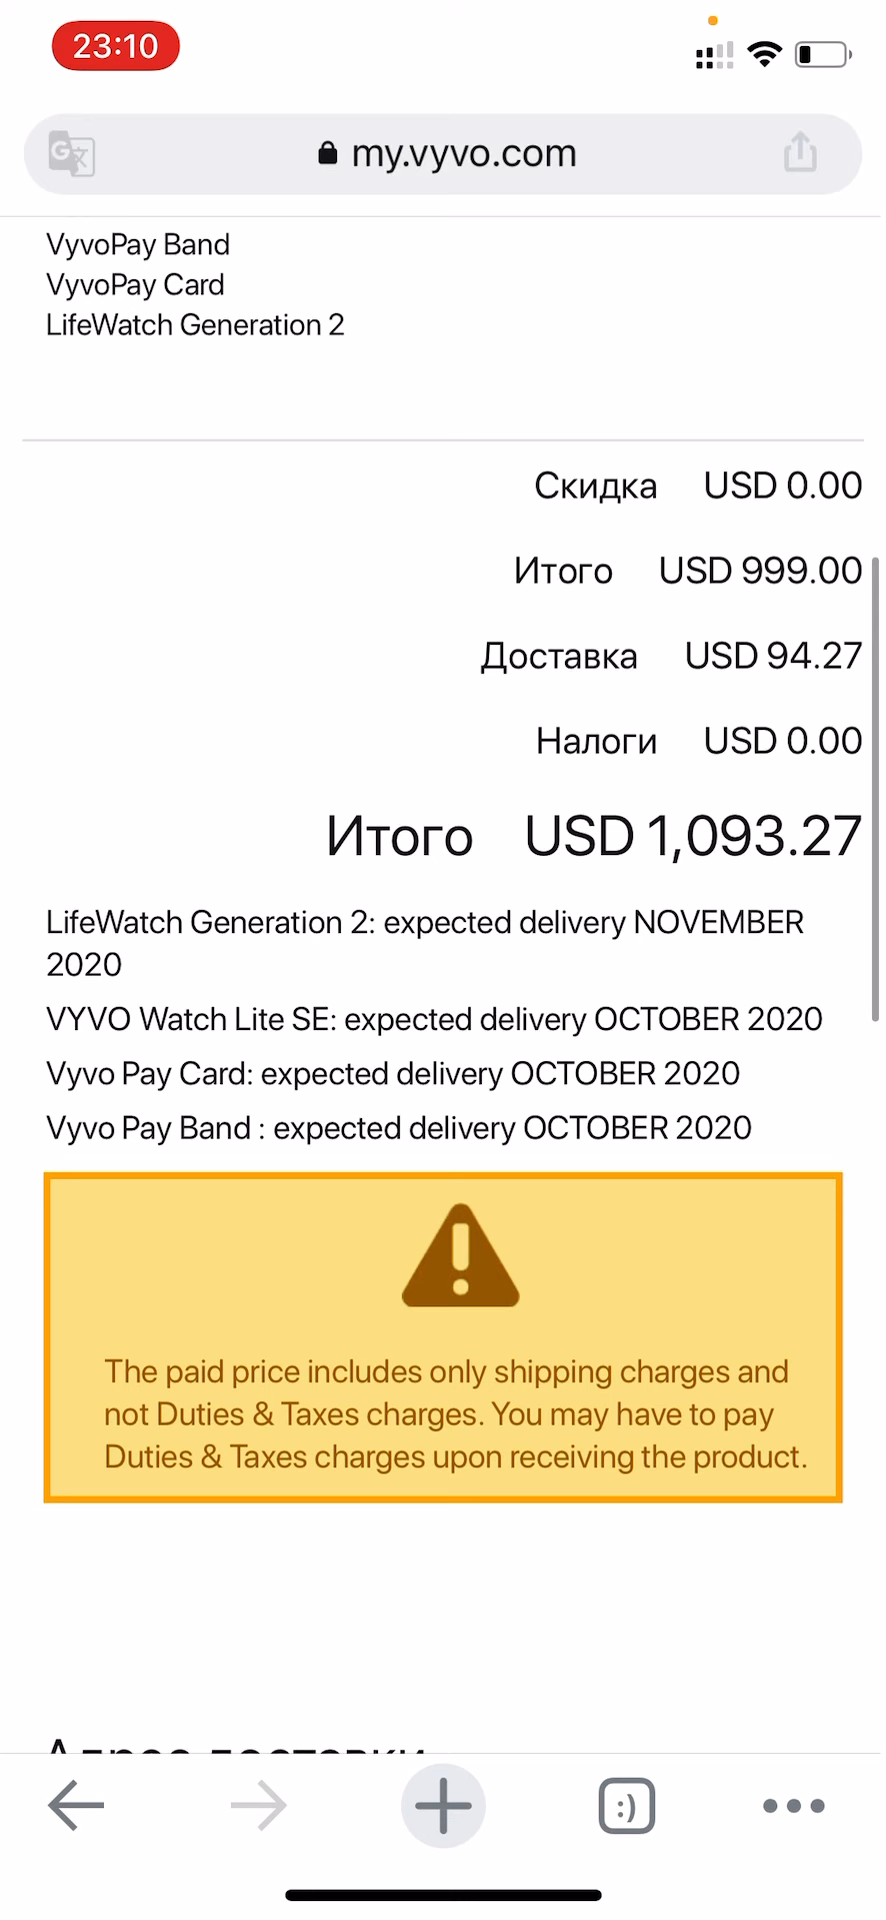 23:10
my.vyvo.com
VyvoPay Band
VyvoPay Card
LifeWatch Generation 2
Скидка USD 0.00
Итого USD 999.00
Доставка USD 94.27
Налоги USD 0.00
Итого USD 1,093.27
LifeWatch Generation 2: expected delivery NOVEMBER
2020
VYVO Watch Lite SE: expected delivery OCTOBER 2020
Vyvo Pay Card: expected delivery OCTOBER 2020
Vyvo Pay Band : expected delivery OCTOBER 2020
The paid price includes only shipping charges and
not Duties & Taxes charges. You may have to pay
Duties & Taxes charges upon receiving the product.
Адрес доставки
:)